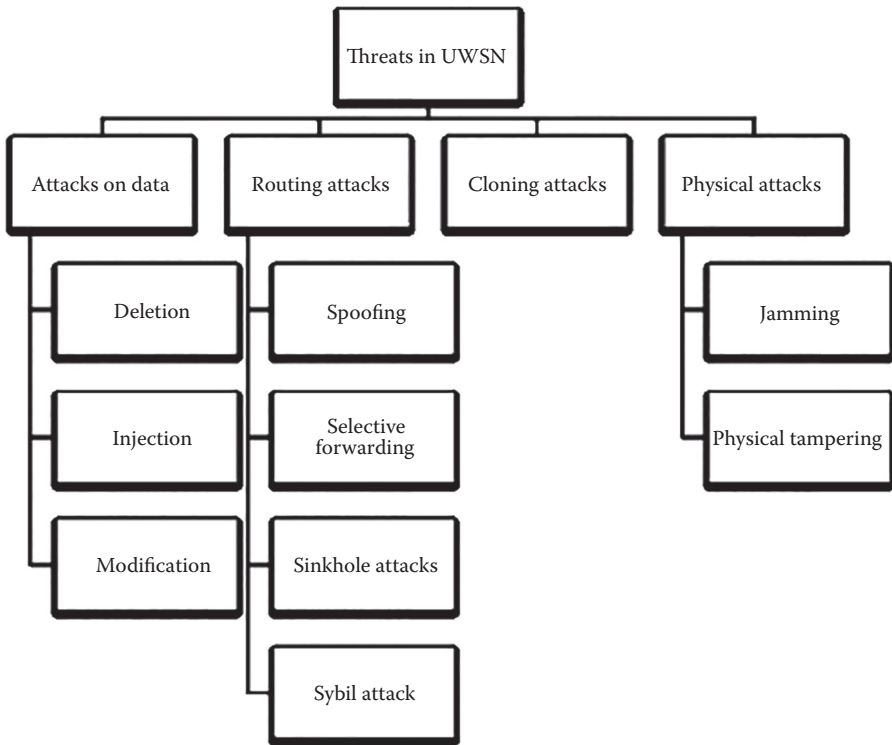 Threats in UWSN
Attacks on data
Routing attacks
Cloning attacks
Physical attacks
Deletion
Spoofing
Jamming
Injection
Selective
forwarding
Physical tampering
Modification
Sinkhole attacks
Sybil attack